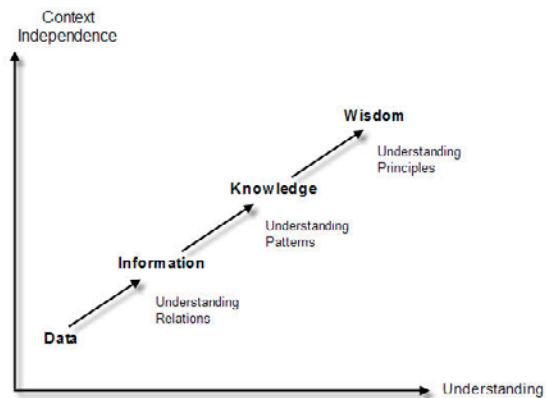 Context
Independence
Wisdom
Understanding
Principles
Knowledge
Understanding
Patterns
Information
Understanding
Relations
Data
Understanding